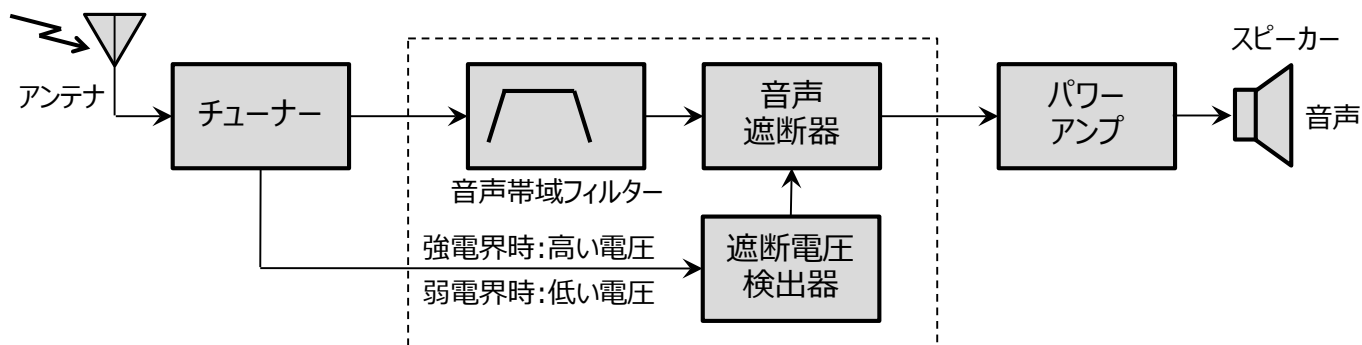 アンテナ
チューナー
音声帯域フィルター
音声
遮断器
強電界時:高い電圧
弱電界時:低い電圧
遮断電圧
検出器
パワー
アンプ
スピーカー
音声